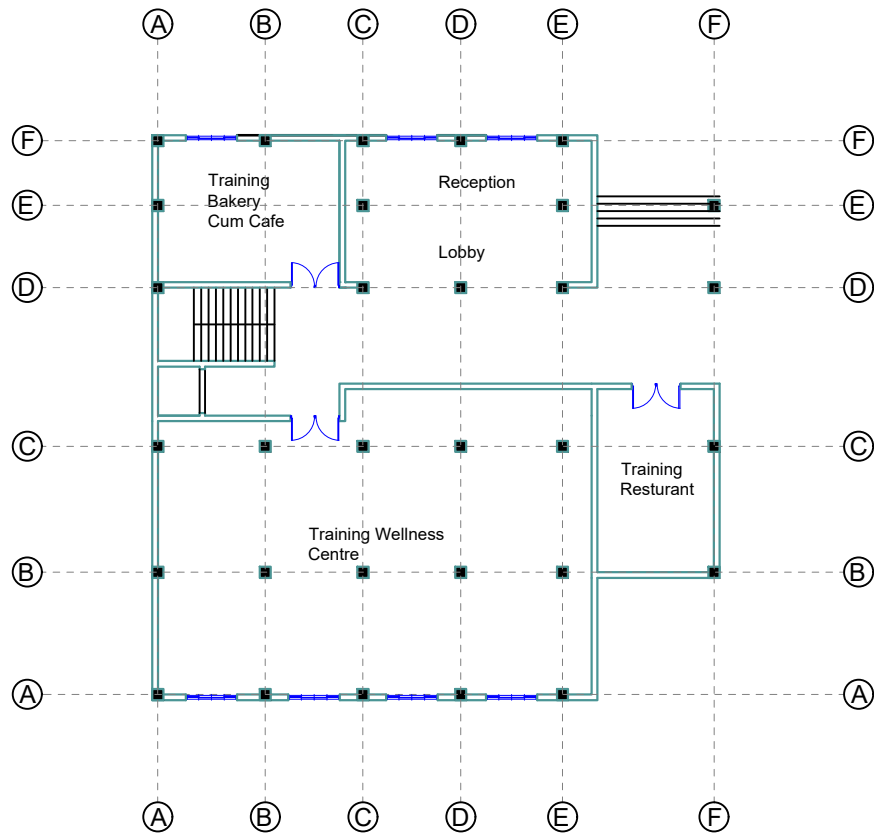 A B C D E F
F F
Training
Bakery
Cum Cafe
Reception
E E
Lobby
D D
C C
Training
Resturant
Training Wellness
Centre
B B
A A
A B C D E F